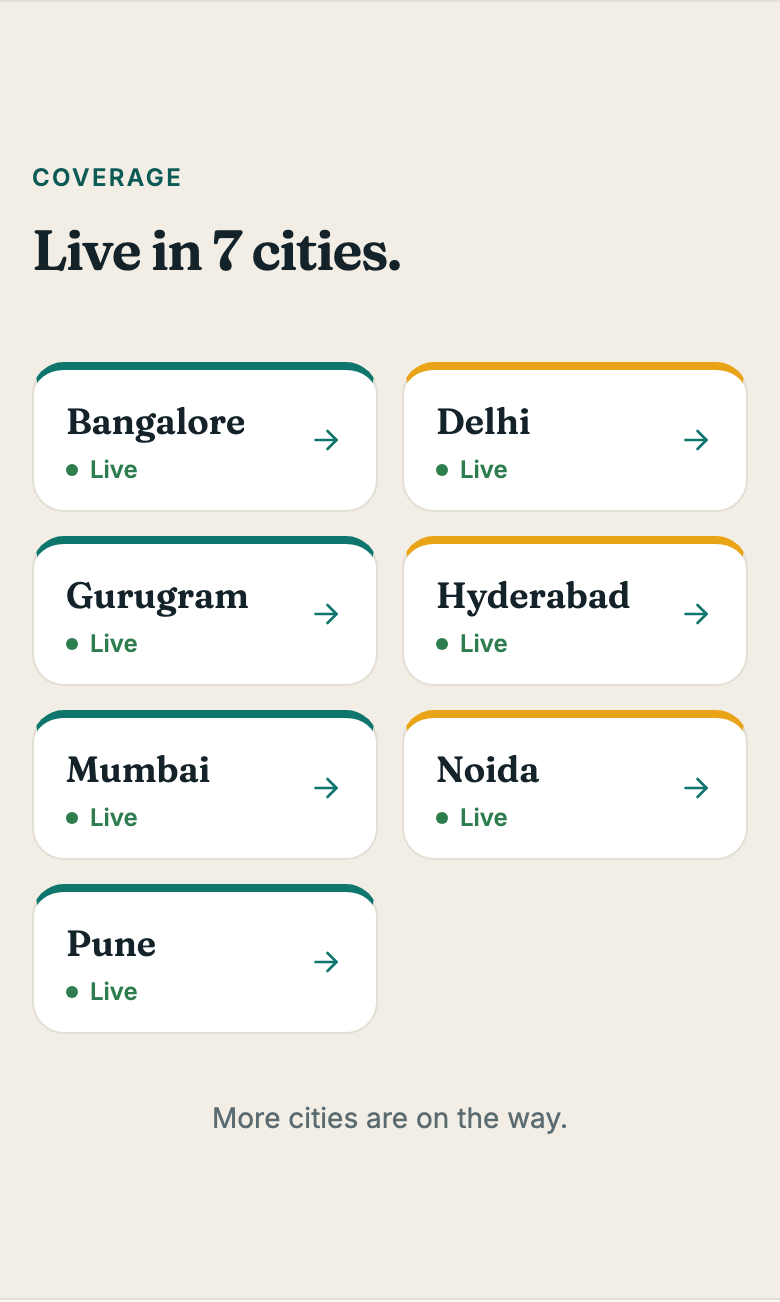 COVERAGE
Live in 7 cities.
Bangalore
Live
Delhi
Live
Gurugram
Live
Hyderabad
Live
Mumbai
Live
Noida
Live
Pune
Live
More cities are on the way.